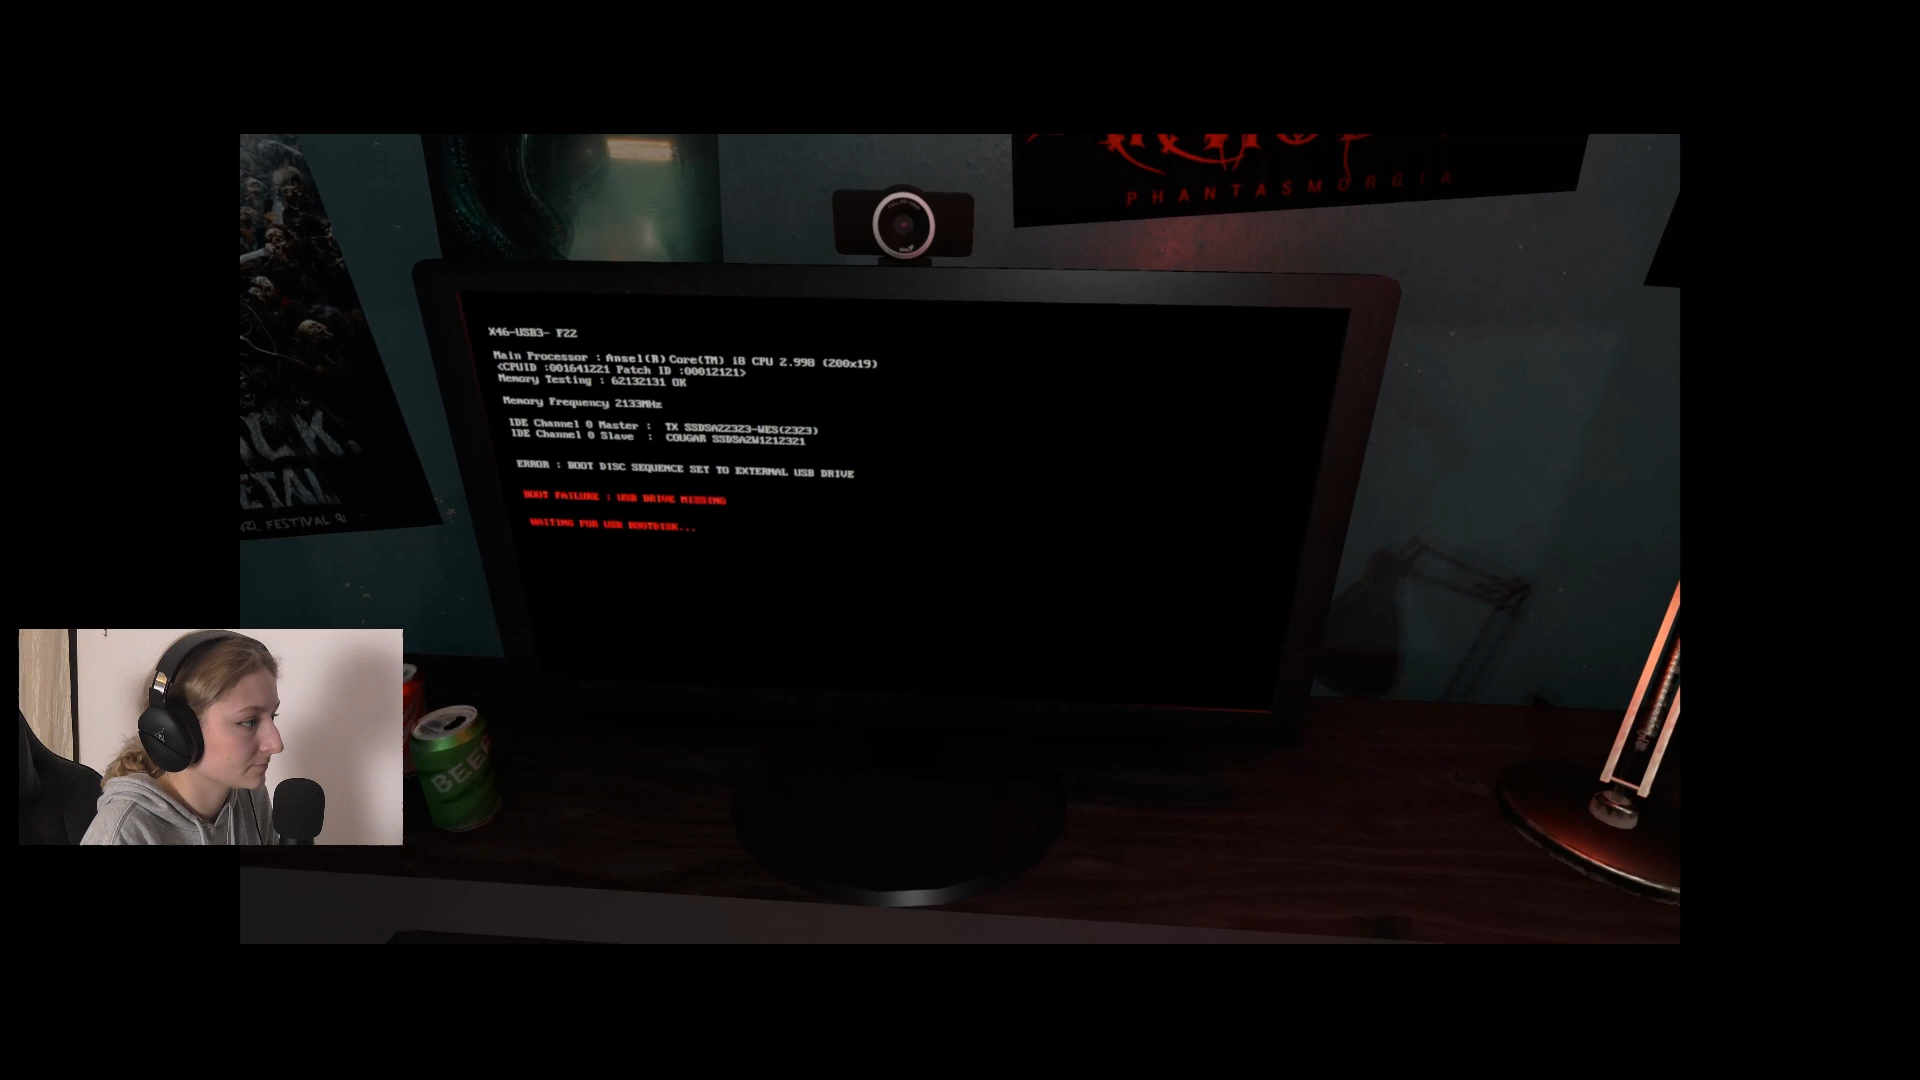 PHANTASMORGIA
X46-USB3- F22
Main Processor : Ansel(R) Core(TM) i8 CPU 2.998 (200x19)
<CPUID :001641221 Patch ID :00012121>
Memory Testing : 62132131 OK
Memory Frequency 2133MHz
IDE Channel 0 Master : TX SSDSA22323-WES(2323)
IDE Channel 0 Slave : COUGAR SSDSA2W1212321
ERROR : BOOT DISC SEQUENCE SET TO EXTERNAL USB DRIVE
BOOT FAILURE : USB DRIVE MISSING
WAITING FOR USB BOOTDISK...
FESTIVAL 91
BEER